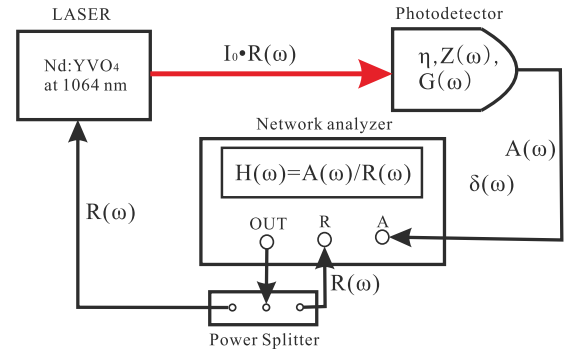 LASER
Photodetector
Nd:YVO₄
at 1064 nm
I₀•R(ω)
η,Z(ω),
G(ω)
Network analyzer
A(ω)
H(ω)=A(ω)/R(ω)
δ(ω)
R(ω)
OUT
R
A
R(ω)
Power Splitter